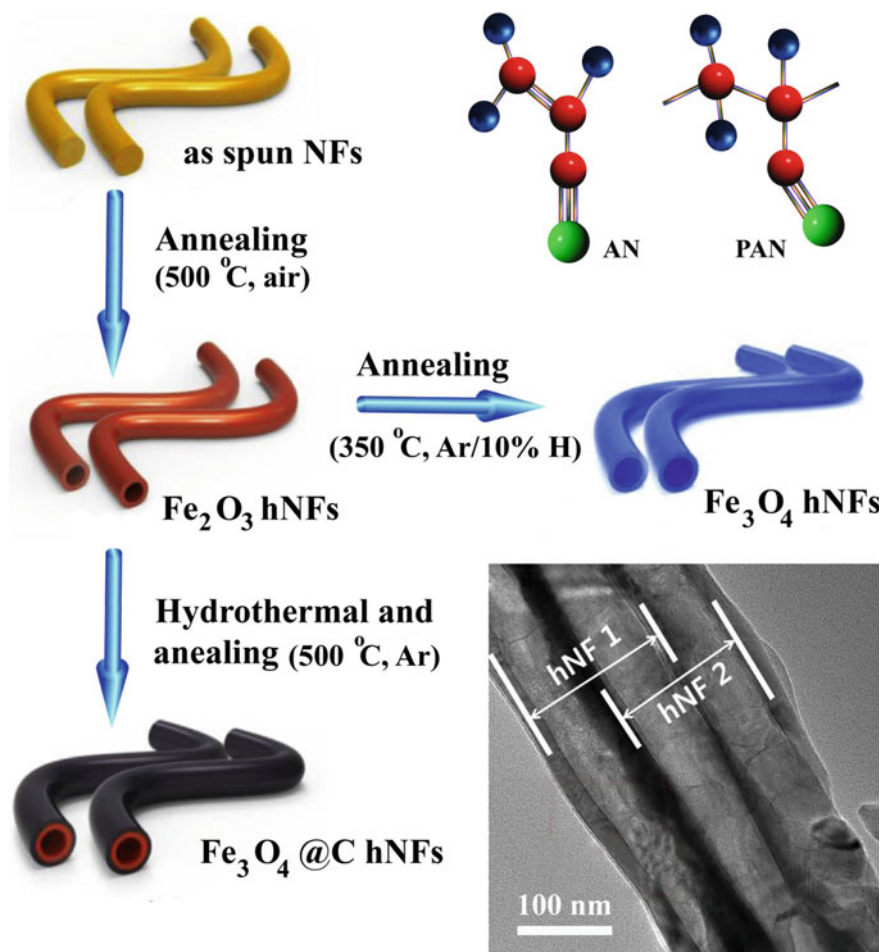 as spun NFs
AN
PAN
Annealing
(500 °C, air)
Annealing
(350 °C, Ar/10% H)
Fe₂O₃ hNFs
Fe₃O₄ hNFs
Hydrothermal and
anealing (500 °C, Ar)
Fe₃O₄ @C hNFs
hNF 1
hNF 2
100 nm